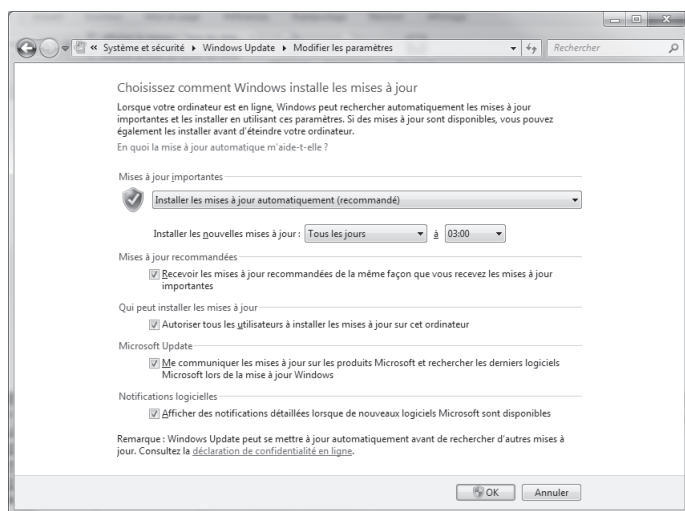 « Système et sécurité ▸ Windows Update ▸ Modifier les paramètres
Rechercher
Choisissez comment Windows installe les mises à jour
Lorsque votre ordinateur est en ligne, Windows peut rechercher automatiquement les mises à jour
importantes et les installer en utilisant ces paramètres. Si des mises à jour sont disponibles, vous pouvez
également les installer avant d'éteindre votre ordinateur.
En quoi la mise à jour automatique m'aide-t-elle ?
Mises à jour importantes
Installer les mises à jour automatiquement (recommandé)
Installer les nouvelles mises à jour : Tous les jours à 03:00
Mises à jour recommandées
Recevoir les mises à jour recommandées de la même façon que vous recevez les mises à jour
importantes
Qui peut installer les mises à jour
Autoriser tous les utilisateurs à installer les mises à jour sur cet ordinateur
Microsoft Update
Me communiquer les mises à jour sur les produits Microsoft et rechercher les derniers logiciels
Microsoft lors de la mise à jour Windows
Notifications logicielles
Afficher des notifications détaillées lorsque de nouveaux logiciels Microsoft sont disponibles
Remarque : Windows Update peut se mettre à jour automatiquement avant de rechercher d'autres mises à
jour. Consultez la déclaration de confidentialité en ligne.
OK Annuler